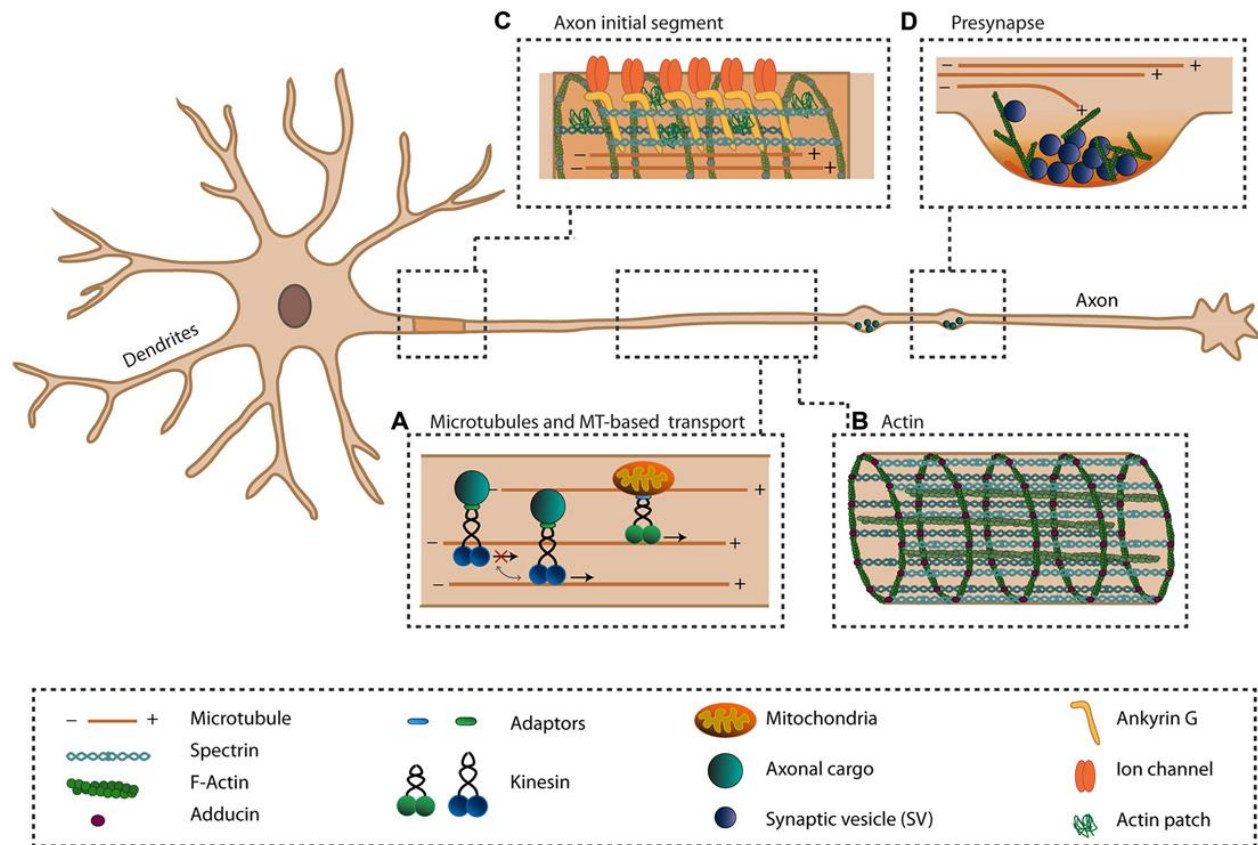 C Axon initial segment
D Presynapse
− +
− +
− +
− +
− +
Dendrites
Axon
A Microtubules and MT-based transport
− +
− +
− +
B Actin
− + Microtubule
Spectrin
F-Actin
Adducin
Adaptors
Kinesin
Mitochondria
Axonal cargo
Synaptic vesicle (SV)
Ankyrin G
Ion channel
Actin patch